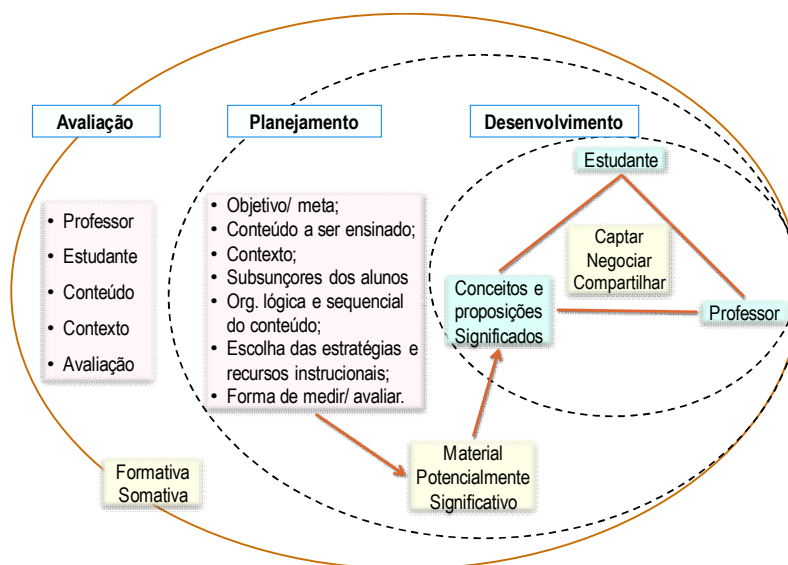 Avaliação
Planejamento
Desenvolvimento
• Professor
• Estudante
• Conteúdo
• Contexto
• Avaliação
Formativa
Somativa
• Objetivo/ meta;
• Conteúdo a ser ensinado;
• Contexto;
• Subsunçores dos alunos
• Org. lógica e sequencial
do conteúdo;
• Escolha das estratégias e
recursos instrucionais;
• Forma de medir/ avaliar.
Material
Potencialmente
Significativo
Estudante
Captar
Negociar
Compartilhar
Conceitos e
proposições
Significados
Professor